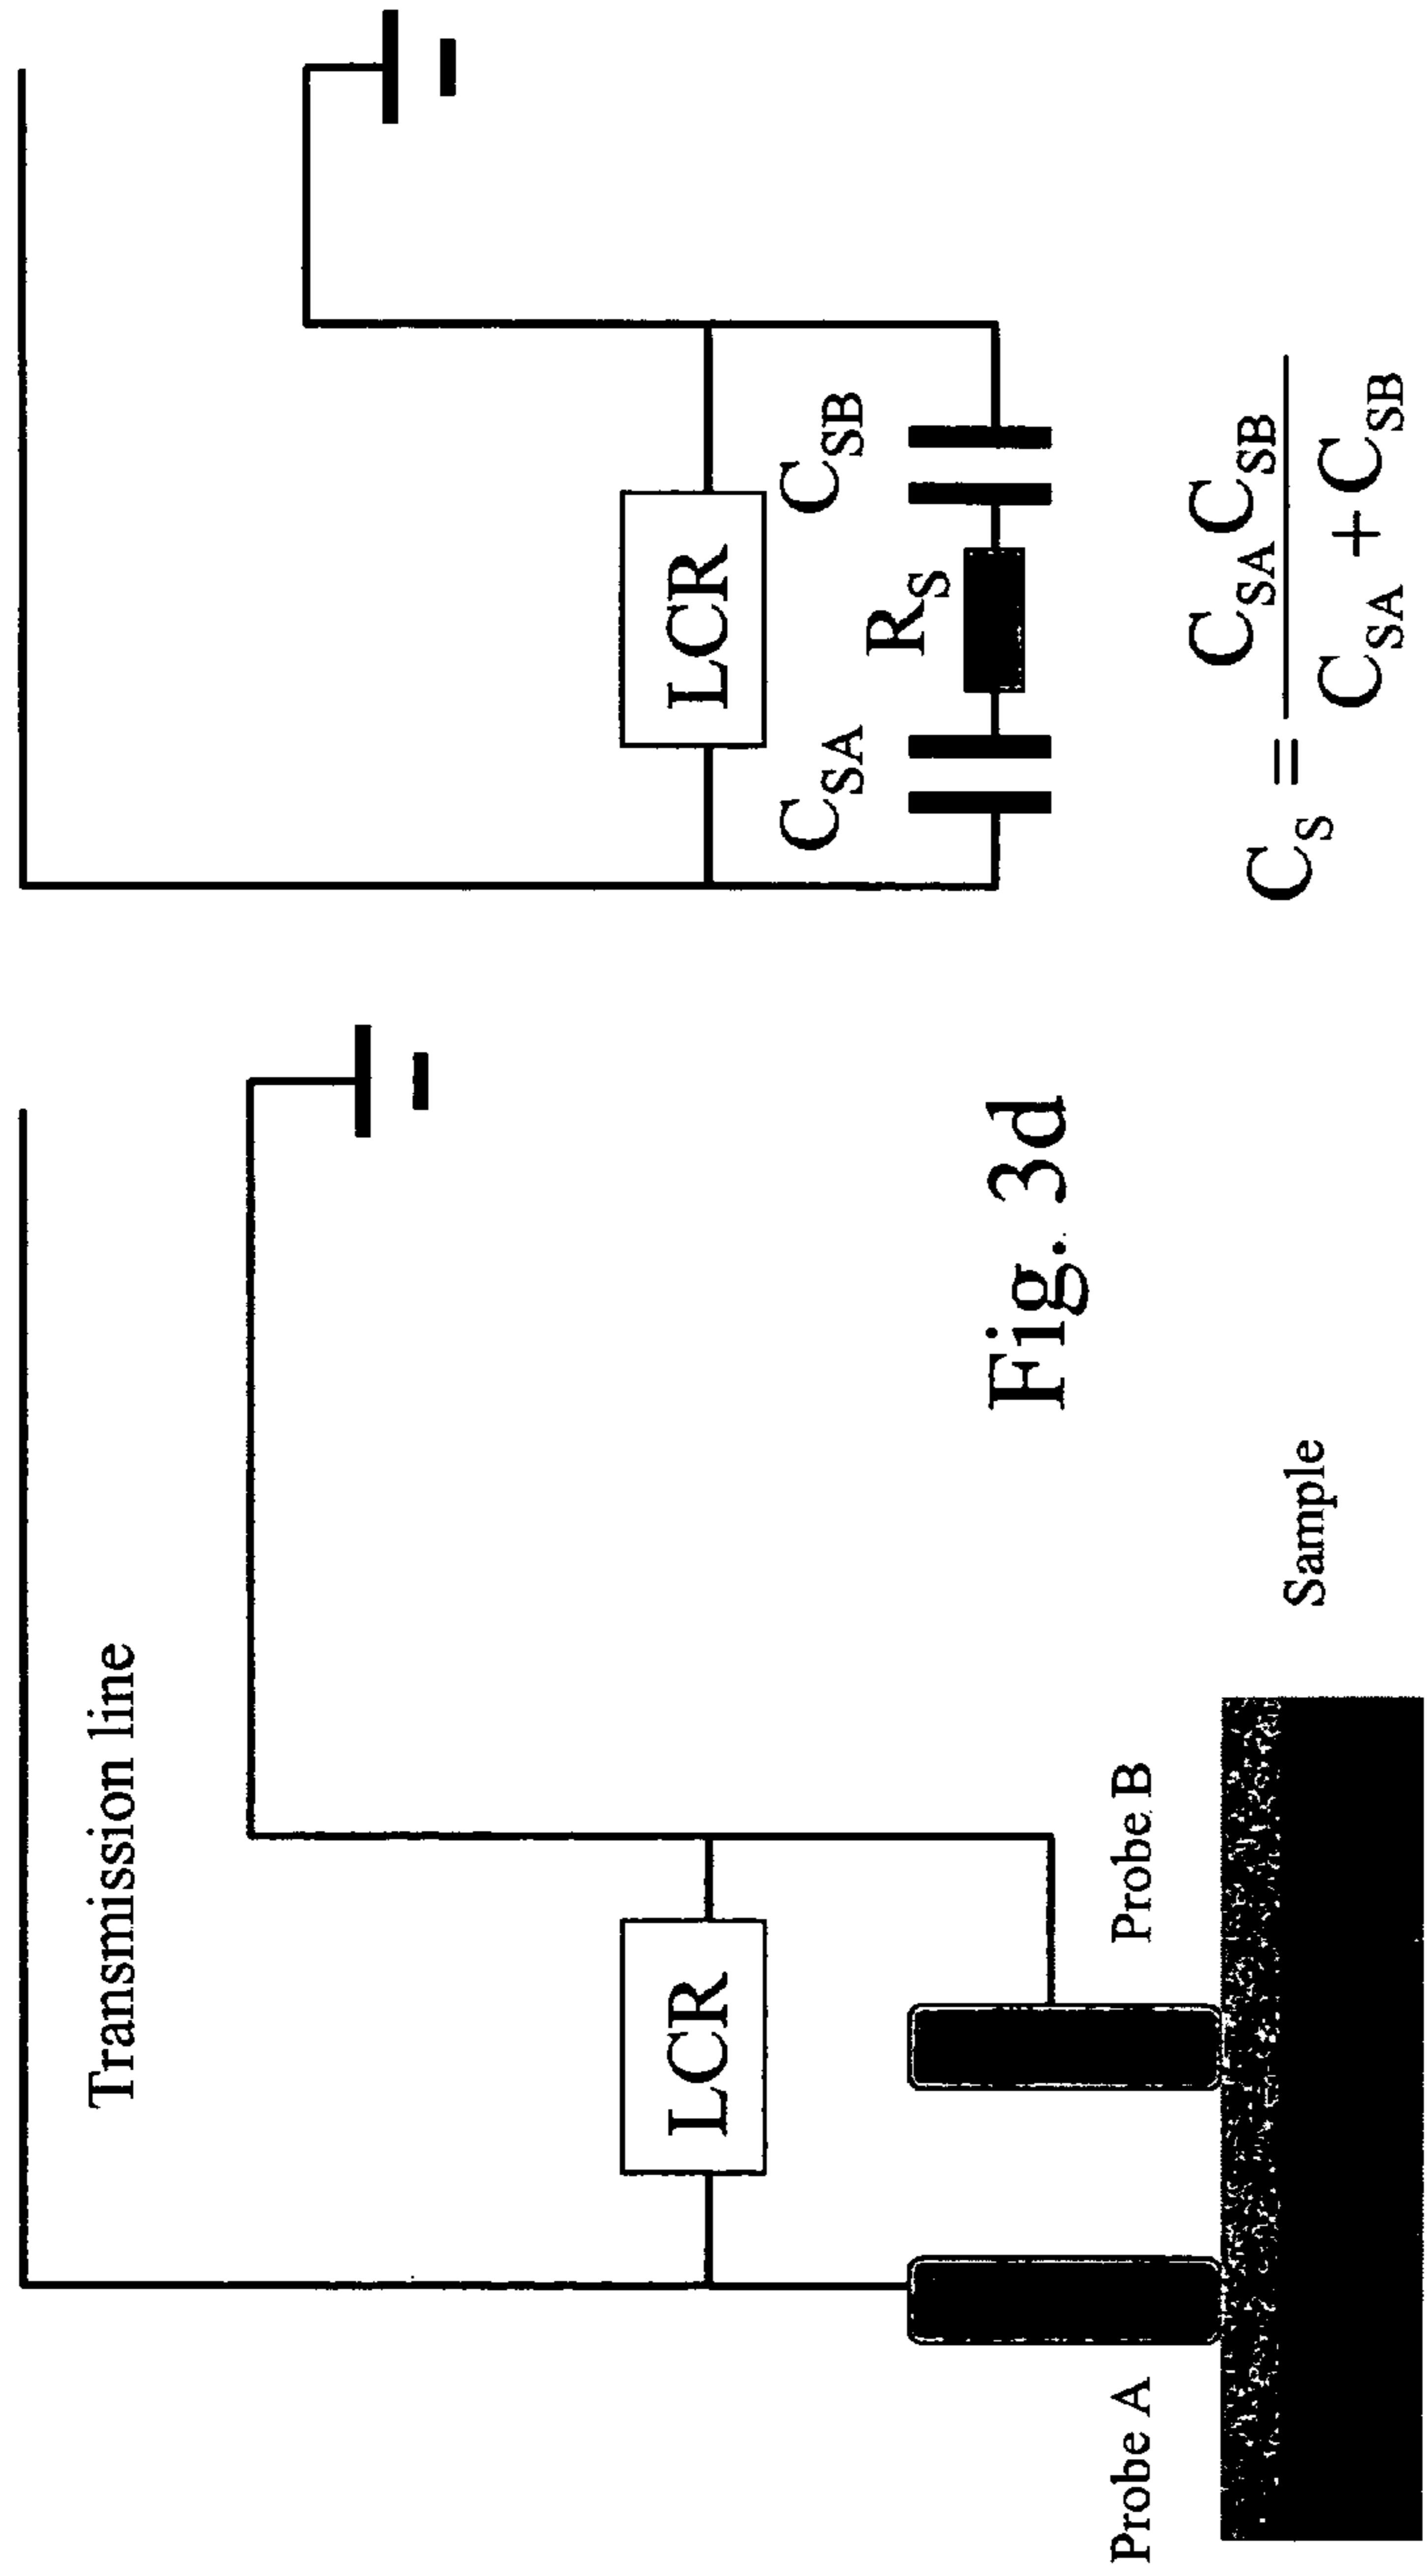 Transmission line
LCR
Probe A
Probe B
Sample
Fig. 3d
LCR
C_SA
R_S
C_SB
C_S = C_SA C_SB / C_SA + C_SB